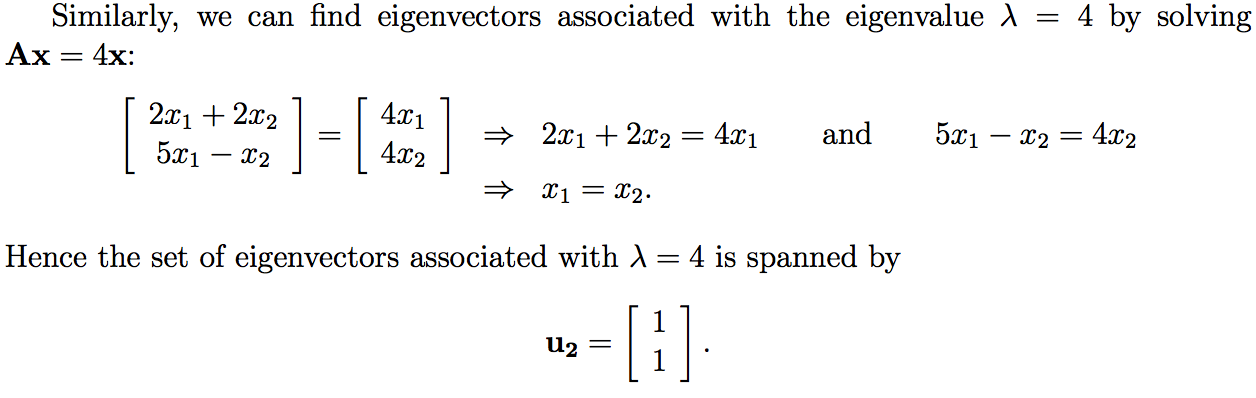 Similarly, we can find eigenvectors associated with the eigenvalue λ = 4 by solving
Ax = 4x:
[ 2x₁ + 2x₂ ; 5x₁ − x₂ ] = [ 4x₁ ; 4x₂ ] ⇒ 2x₁ + 2x₂ = 4x₁ and 5x₁ − x₂ = 4x₂
⇒ x₁ = x₂.
Hence the set of eigenvectors associated with λ = 4 is spanned by
u₂ = [ 1 ; 1 ].